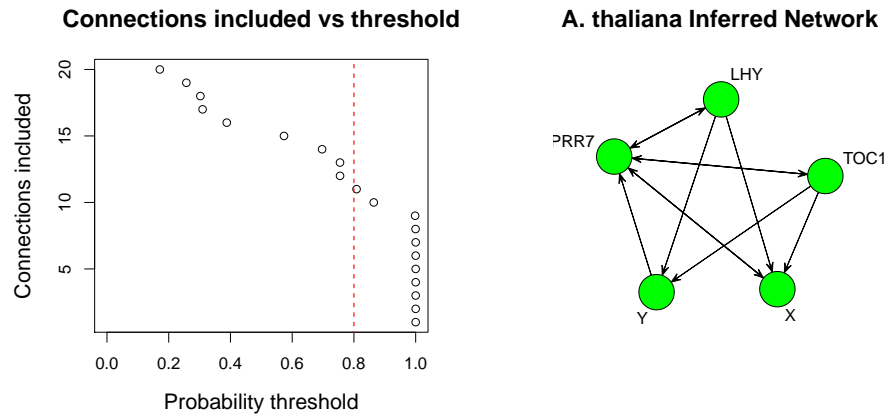 Connections included vs threshold
A. thaliana Inferred Network
Connections included
20
15
10
5
0.0 0.2 0.4 0.6 0.8 1.0
Probability threshold
LHY
PRR7
TOC1
Y
X